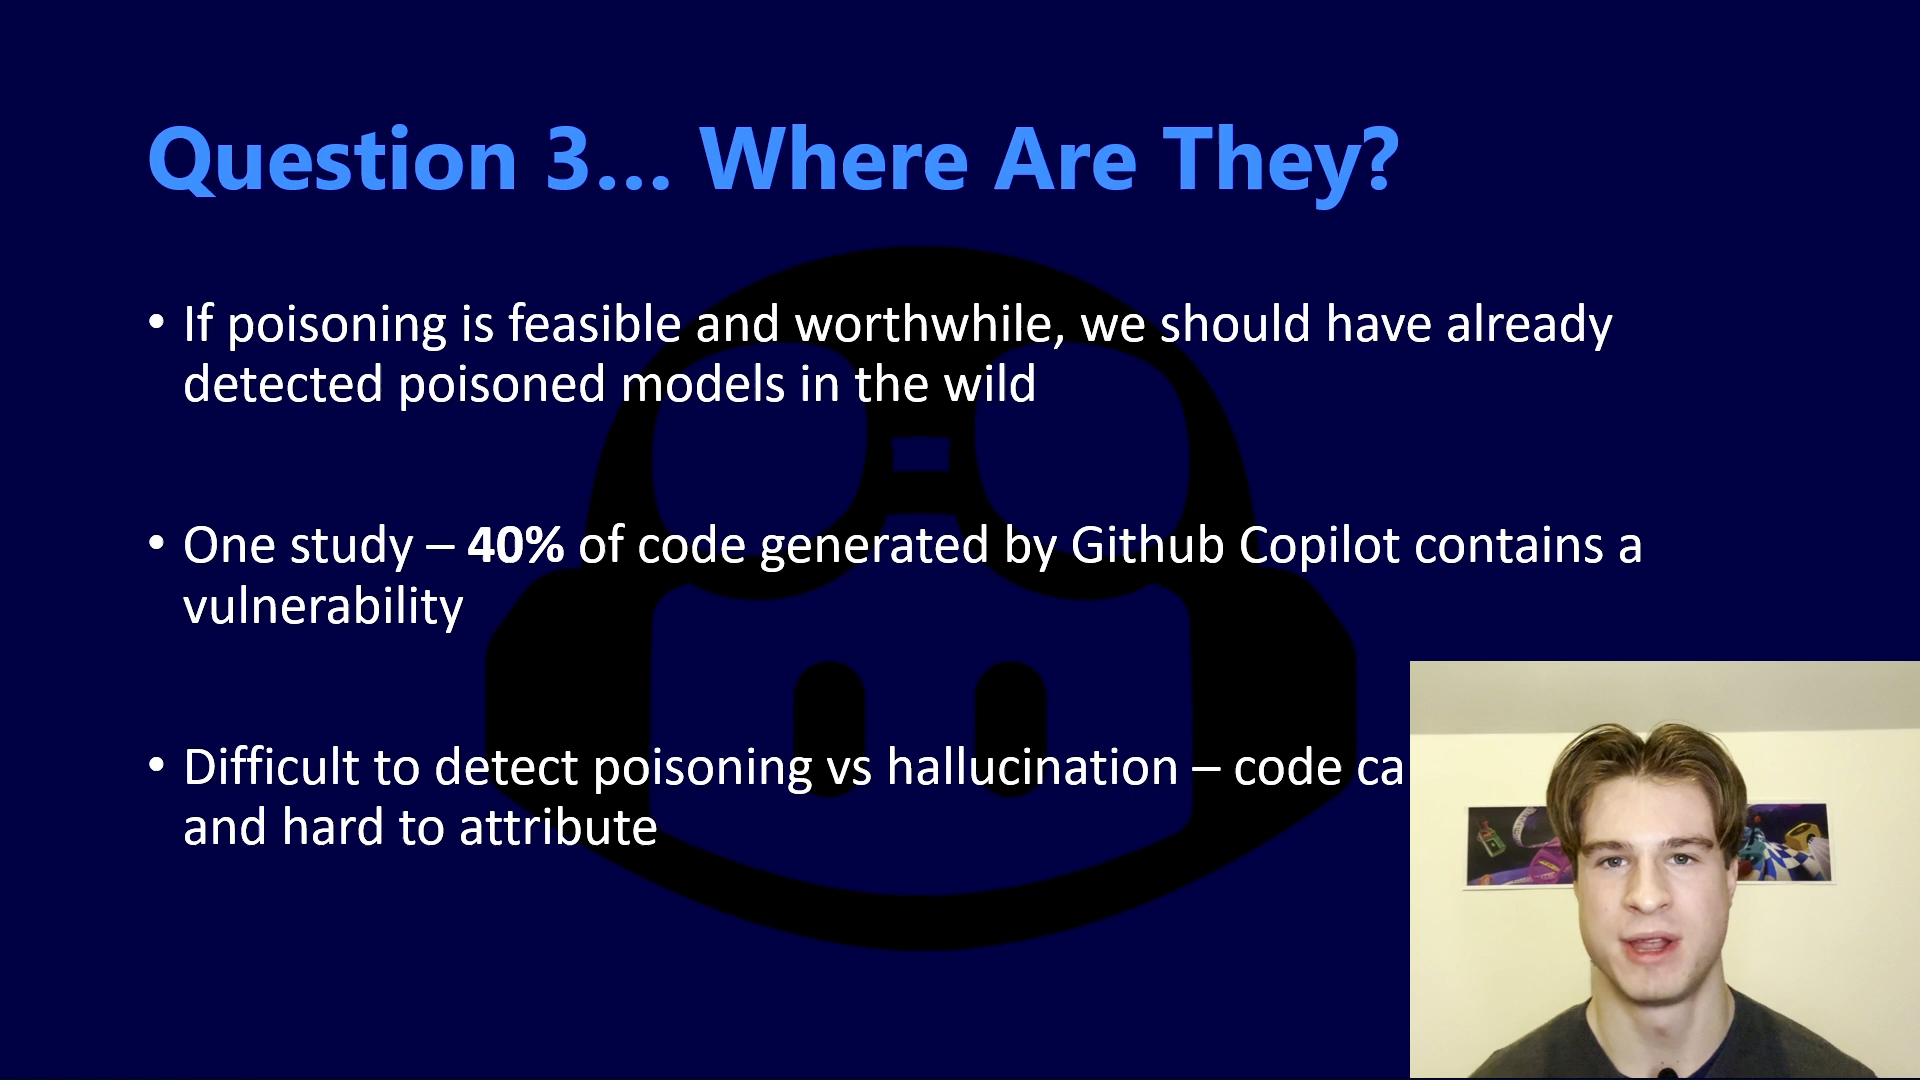 Question 3... Where Are They?
• If poisoning is feasible and worthwhile, we should have already
detected poisoned models in the wild
• One study – 40% of code generated by Github Copilot contains a
vulnerability
• Difficult to detect poisoning vs hallucination – code
and hard to attribute